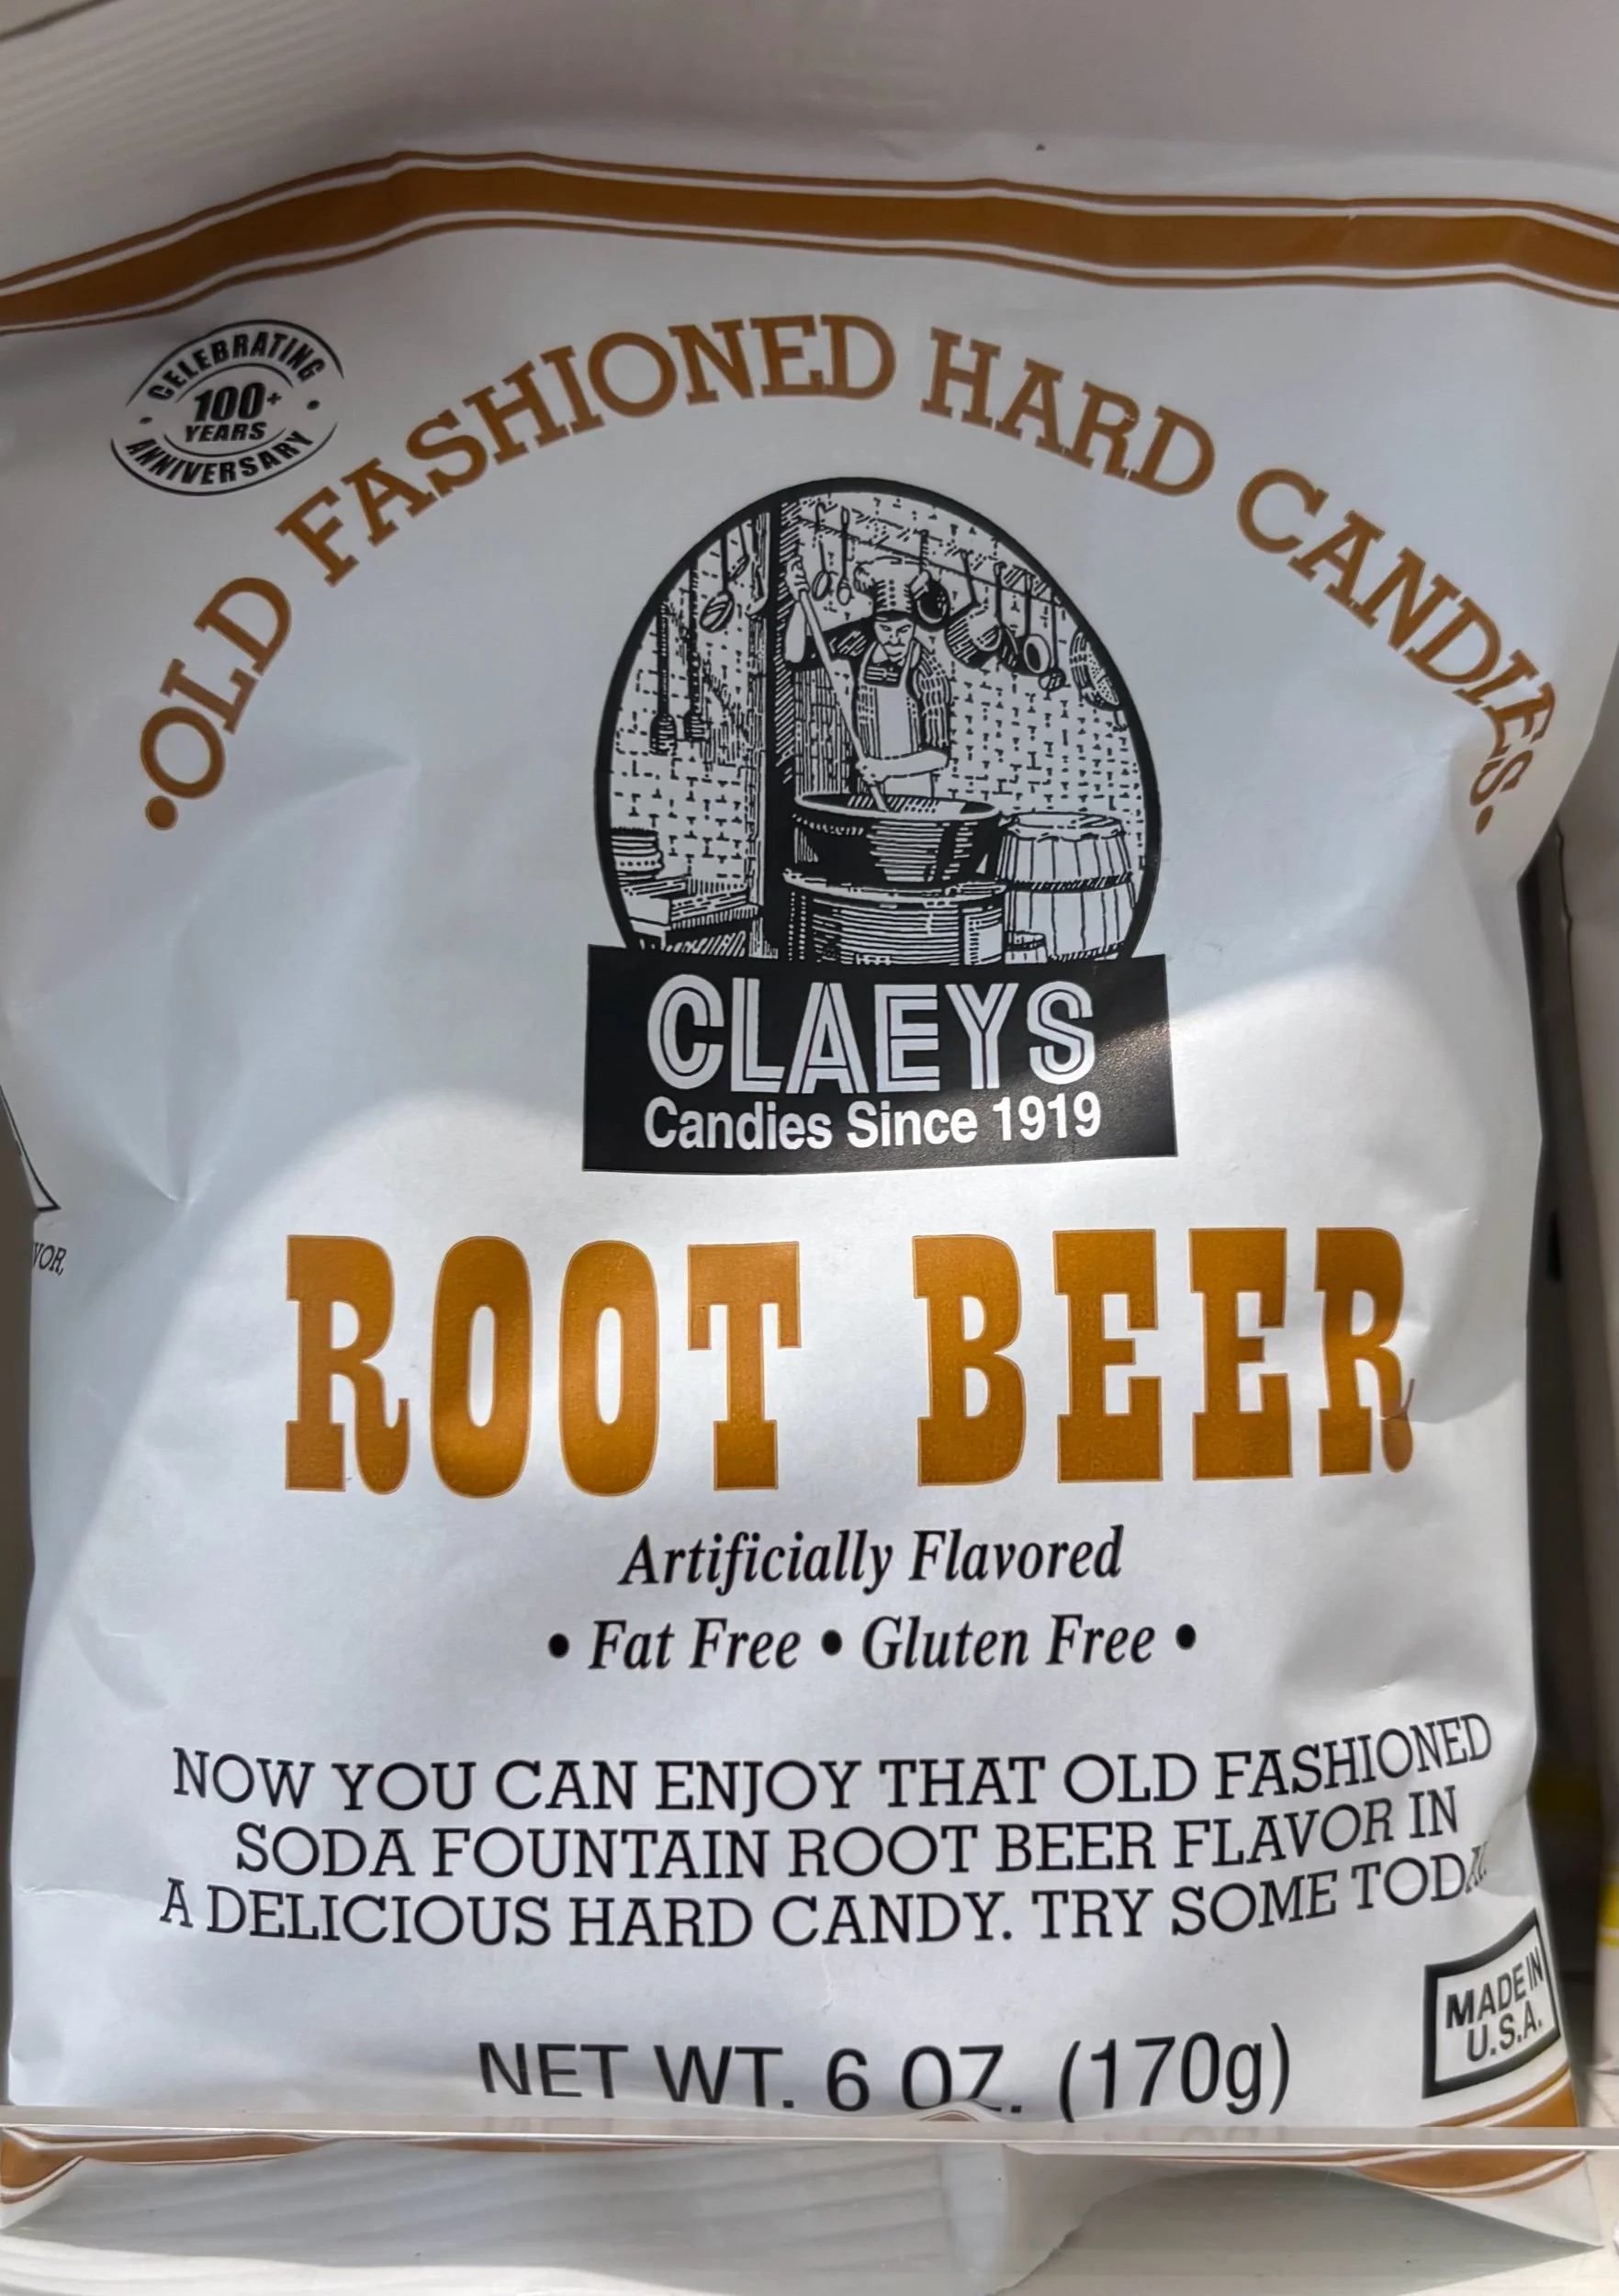 CELEBRATING
100+
YEARS
ANNIVERSARY
•OLD FASHIONED HARD CANDIES•
CLAEYS
Candies Since 1919
ROOT BEER
Artificially Flavored
• Fat Free • Gluten Free •
NOW YOU CAN ENJOY THAT OLD FASHIONED
SODA FOUNTAIN ROOT BEER FLAVOR IN
A DELICIOUS HARD CANDY. TRY SOME
MADE IN
U.S.A.
NET WT. 6 OZ. (170g)